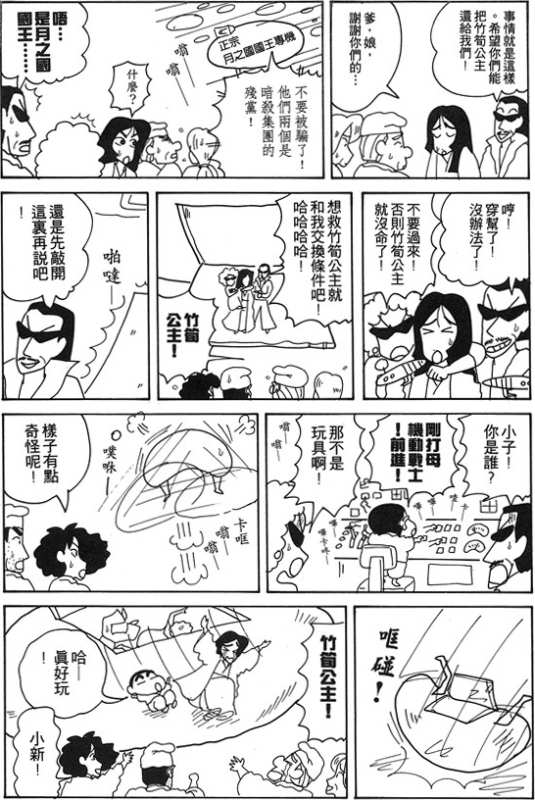 事情就是這樣
。希望你們能
把竹筍公主
還給我們！
爹，娘，
謝謝你們的…
正宗
月之國國王專機
嗡—
嗡—
不要被騙了！
他們兩個是
暗殺集團的
殘黨！
什麼？
唔…
是月之國
國王……
哼！
穿幫了！
沒辦法了！
不要過來！
否則竹筍公主
就沒命了！
想救竹筍公主就
和我交換條件吧！
哈哈哈哈！
竹筍
公主！
啪噠—
還是先敲開
這裏再說吧
！
小子！
你是誰？
剛打母
機動戰士
！前進！
那不是
玩具啊！
嗡—
嗡—
卡哐
嗡—
嗡—
噗咻
樣子有點
奇怪呢！
哐碰！
竹筍公主！
哈—
真好玩
！
小新！